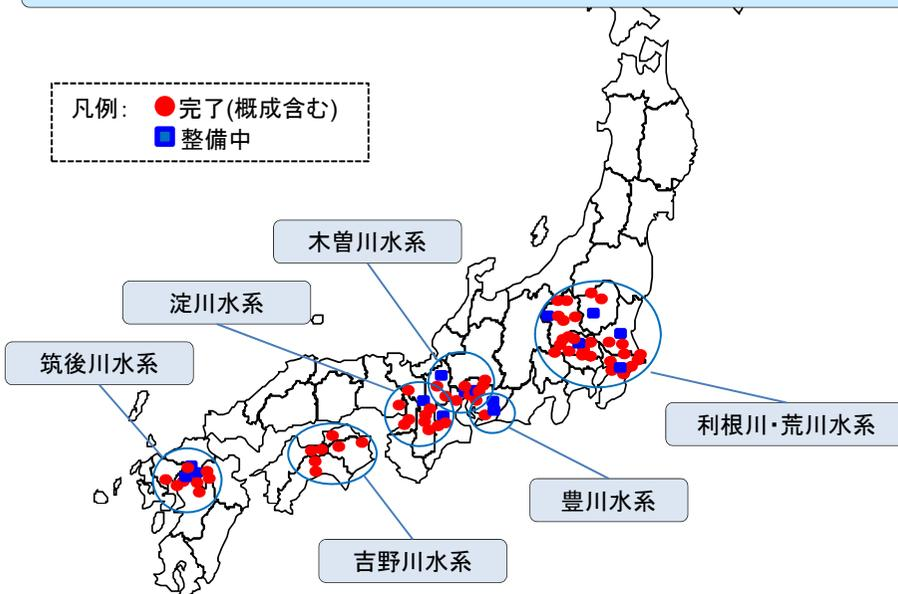 凡例： 完了(概成含む)
整備中
木曽川水系
淀川水系
筑後川水系
利根川・荒川水系
豊川水系
吉野川水系